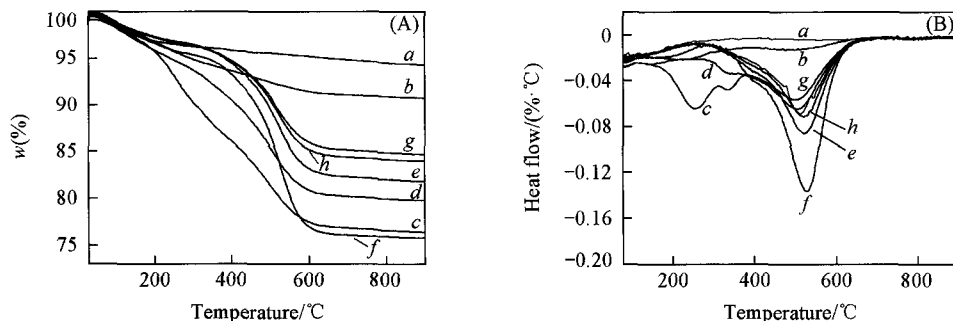 (A)
100
95
90
85
80
75
w(%)
a
b
g
h
e
d
c
f
200 400 600 800
Temperature/℃
(B)
0
−0.04
−0.08
−0.12
−0.16
−0.20
Heat flow/(%·℃)
a
b
g
d
c
h
e
f
200 400 600 800
Temperature/℃